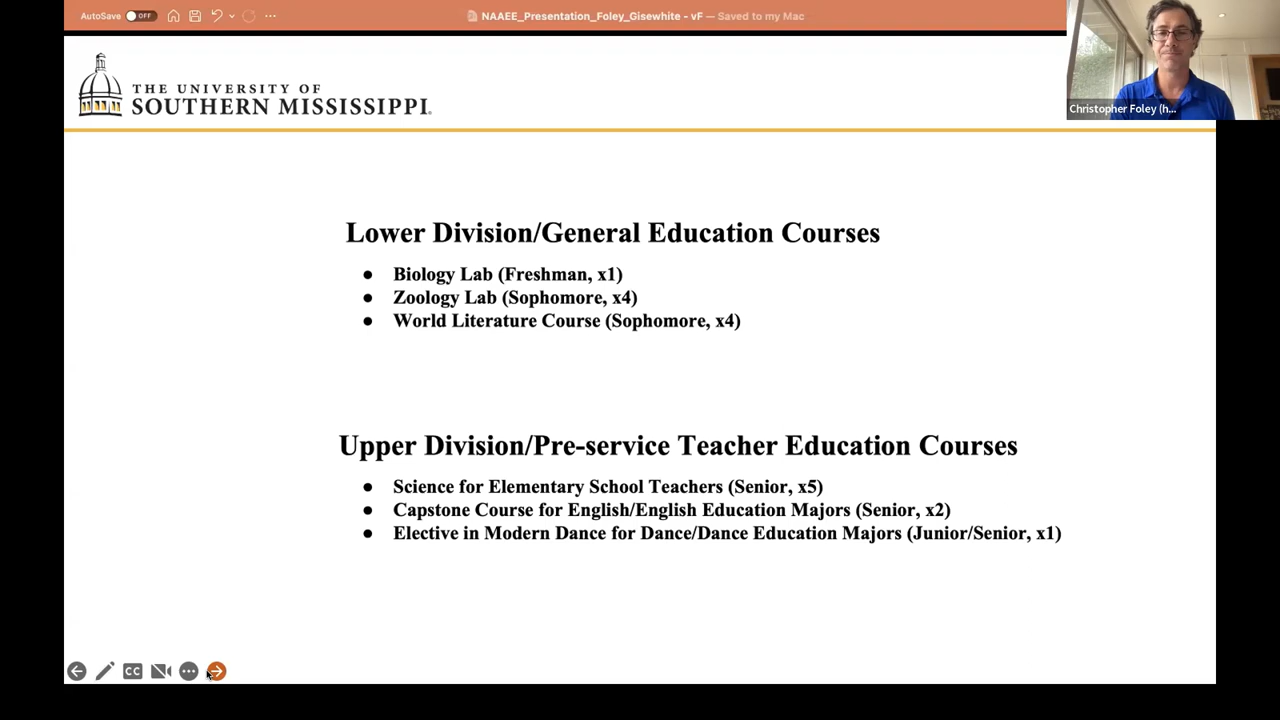 AutoSave OFF
NAAEE_Presentation_Foley_Gisewhite - vF — Saved to my Mac
Christopher Foley (h...
THE UNIVERSITY OF
SOUTHERN MISSISSIPPI.
Lower Division/General Education Courses
● Biology Lab (Freshman, x1)
● Zoology Lab (Sophomore, x4)
● World Literature Course (Sophomore, x4)
Upper Division/Pre-service Teacher Education Courses
● Science for Elementary School Teachers (Senior, x5)
● Capstone Course for English/English Education Majors (Senior, x2)
● Elective in Modern Dance for Dance/Dance Education Majors (Junior/Senior, x1)
CC